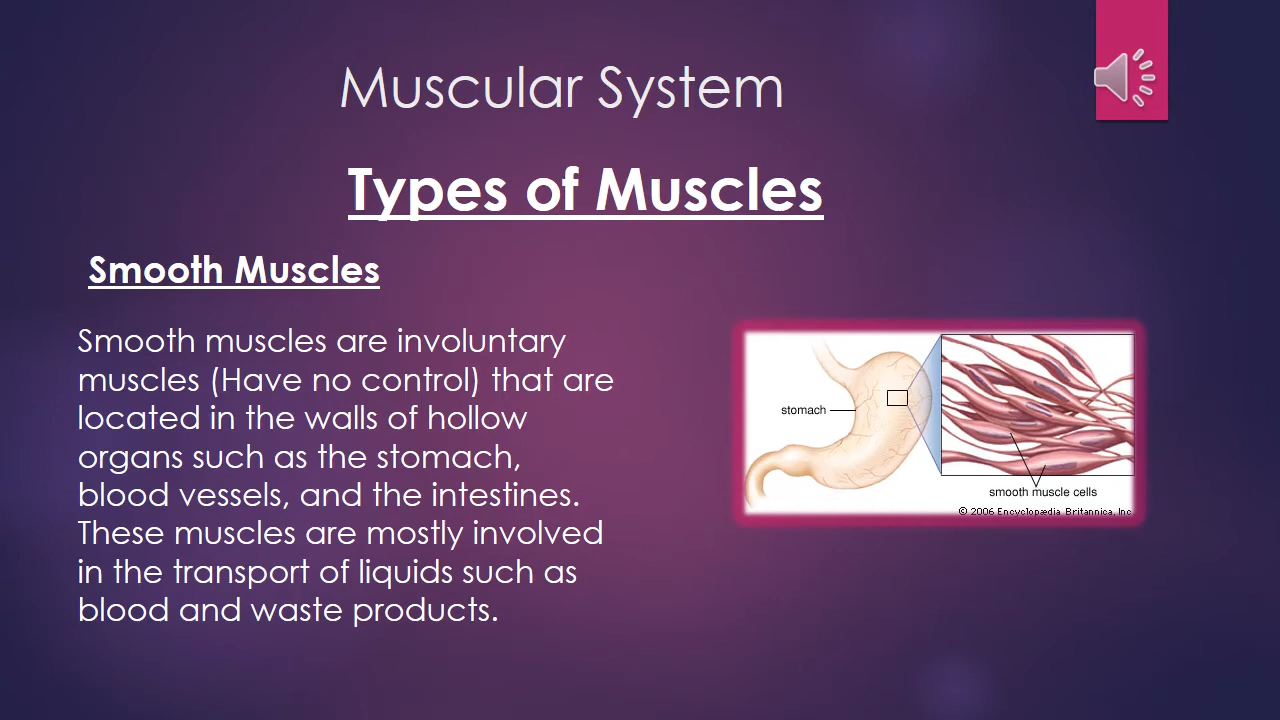 Muscular System
Types of Muscles
Smooth Muscles
Smooth muscles are involuntary
muscles (Have no control) that are
located in the walls of hollow
organs such as the stomach,
blood vessels, and the intestines.
These muscles are mostly involved
in the transport of liquids such as
blood and waste products.
stomach
smooth muscle cells
© 2006 Encyclopædia Britannica, Inc